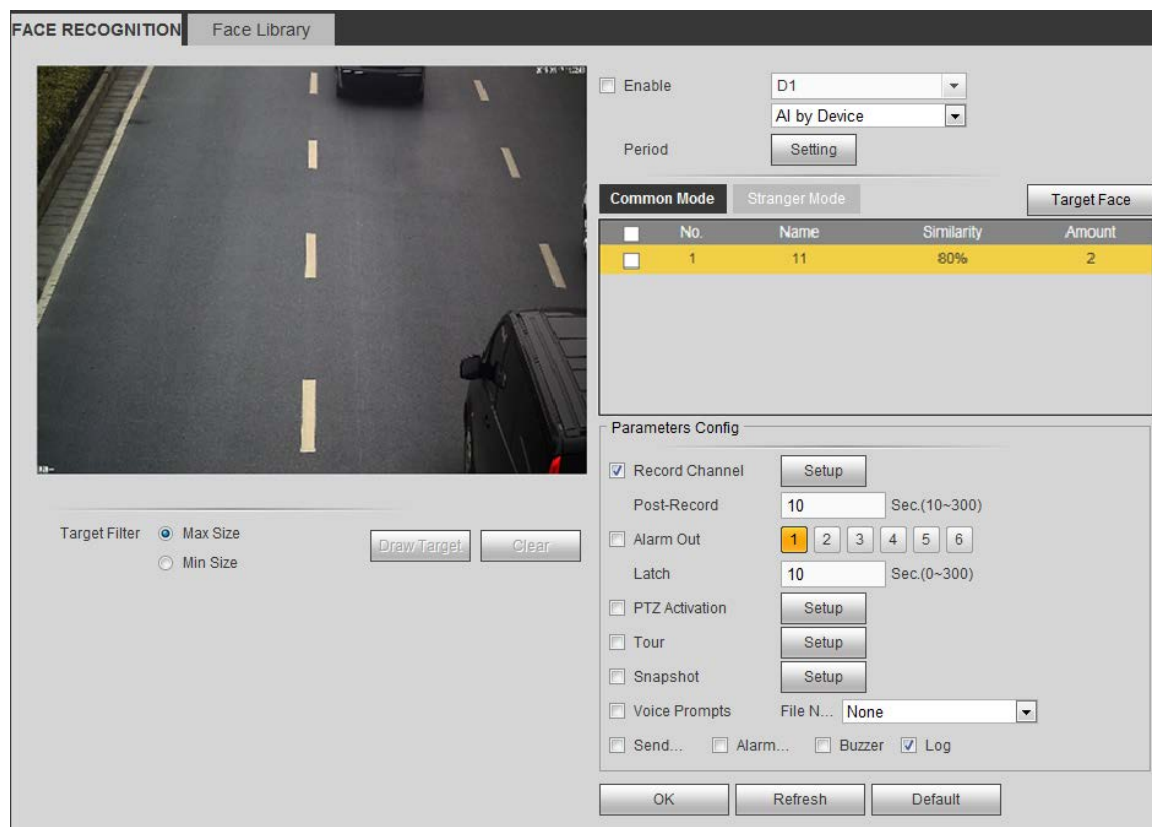 FACE RECOGNITION Face Library
Enable D1
AI by Device
Period Setting
Common Mode Stranger Mode Target Face
No. Name Similarity Amount
1 11 80% 2
Parameters Config
Record Channel Setup
Post-Record 10 Sec.(10~300)
Alarm Out 1 2 3 4 5 6
Latch 10 Sec.(0~300)
PTZ Activation Setup
Tour Setup
Snapshot Setup
Voice Prompts File N... None
Send... Alarm... Buzzer Log
OK Refresh Default
Target Filter Max Size
Min Size
Draw Target Clear